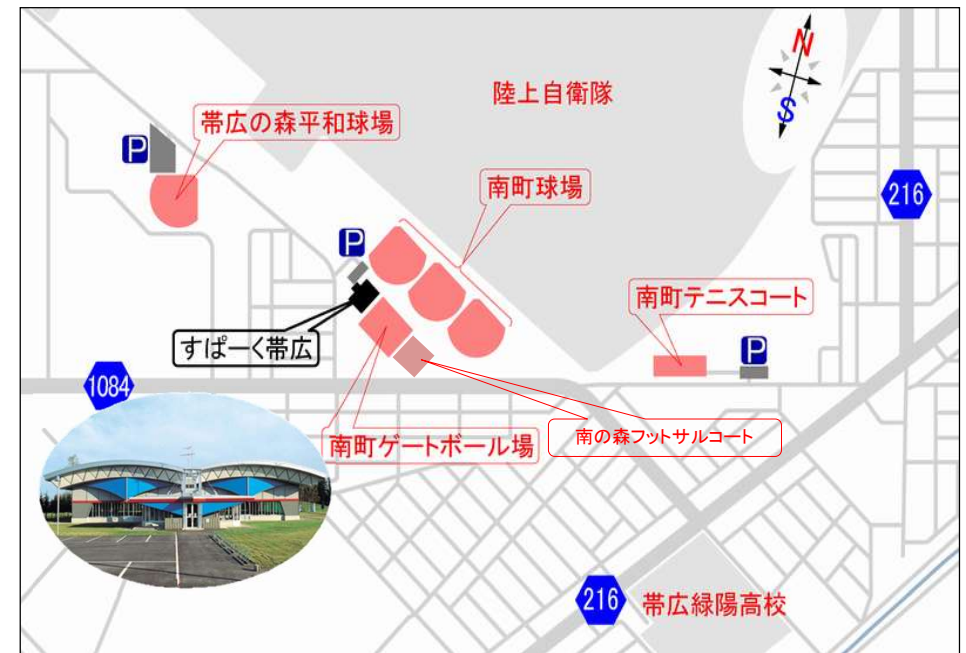 N
陸上自衛隊
S
帯広の森平和球場
P
南町球場
216
P
南町テニスコート
すぱーく帯広
P
1084
南町ゲートボール場
南の森フットサルコート
216
帯広緑陽高校